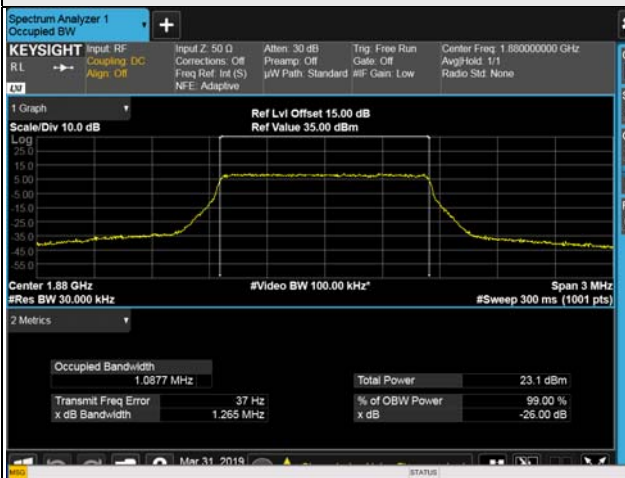 Spectrum Analyzer 1
Occupied BW
+
KEYSIGHT Input: RF Input Z: 50 Ω Atten: 30 dB Trig: Free Run Center Freq: 1.880000000 GHz
RL Coupling: DC Corrections: Off Preamp: Off Gate: Off Avg|Hold: 1/1
Align: Off Freq Ref: Int (S) µW Path: Standard #IF Gain: Low Radio Std: None
LXI NFE: Adaptive
1 Graph
Ref Lvl Offset 15.00 dB
Scale/Div 10.0 dB Ref Value 35.00 dBm
Log
25.0
15.0
5.00
-5.00
-15.0
-25.0
-35.0
-45.0
-55.0
Center 1.88 GHz #Video BW 100.00 kHz* Span 3 MHz
#Res BW 30.000 kHz #Sweep 300 ms (1001 pts)
2 Metrics
Occupied Bandwidth
1.0877 MHz Total Power 23.1 dBm
Transmit Freq Error 37 Hz % of OBW Power 99.00 %
x dB Bandwidth 1.265 MHz x dB -26.00 dB
Mar 31, 2019
MSG STATUS